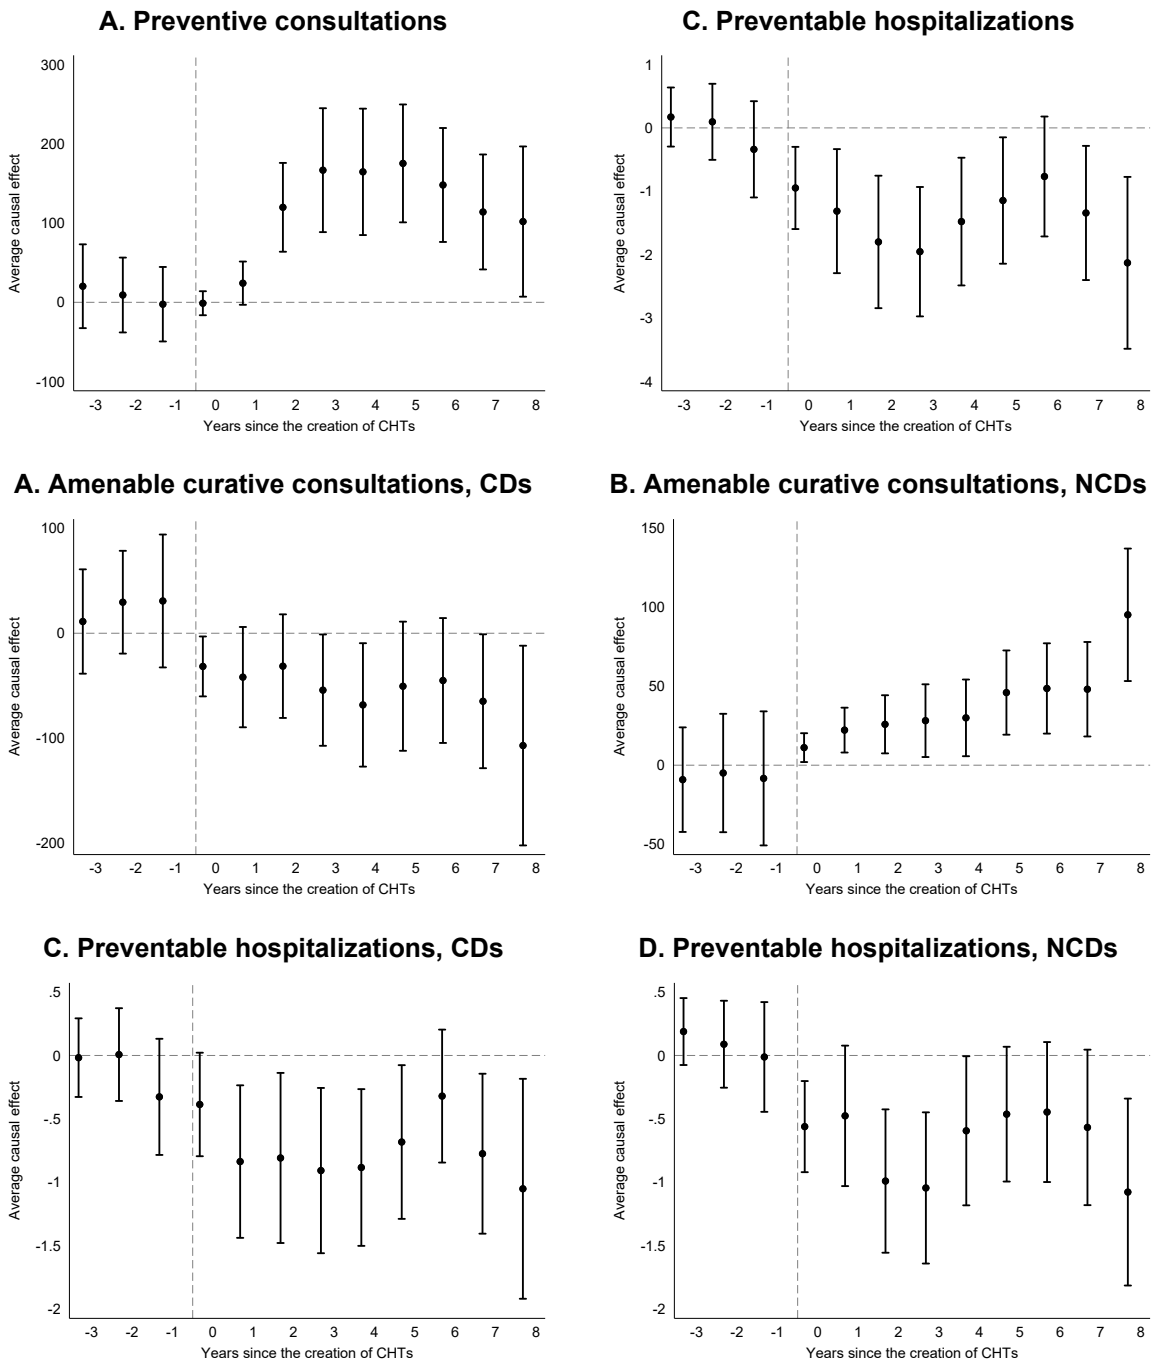 A. Preventive consultations
300
200
100
0
-100
Average causal effect
-3 -2 -1 0 1 2 3 4 5 6 7 8
Years since the creation of CHTs
C. Preventable hospitalizations
1
0
-1
-2
-3
-4
Average causal effect
-3 -2 -1 0 1 2 3 4 5 6 7 8
Years since the creation of CHTs
A. Amenable curative consultations, CDs
100
0
-100
-200
Average causal effect
-3 -2 -1 0 1 2 3 4 5 6 7 8
Years since the creation of CHTs
B. Amenable curative consultations, NCDs
150
100
50
0
-50
Average causal effect
-3 -2 -1 0 1 2 3 4 5 6 7 8
Years since the creation of CHTs
C. Preventable hospitalizations, CDs
.5
0
-.5
-1
-1.5
-2
Average causal effect
-3 -2 -1 0 1 2 3 4 5 6 7 8
Years since the creation of CHTs
D. Preventable hospitalizations, NCDs
.5
0
-.5
-1
-1.5
-2
Average causal effect
-3 -2 -1 0 1 2 3 4 5 6 7 8
Years since the creation of CHTs